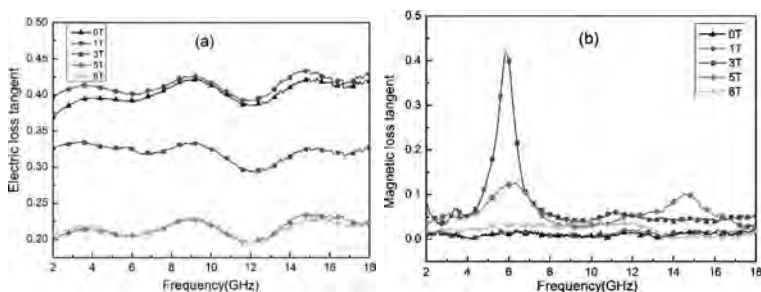 0.50
0.45
0.40
0.35
0.30
0.25
0.20
Electric loss tangent
(a)
0T
1T
3T
5T
6T
2 4 6 8 10 12 14 16 18
Frequency(GHz)
0.5
0.4
0.3
0.2
0.1
0.0
Magnetic loss tangent
(b)
0T
1T
3T
5T
6T
2 4 6 8 10 12 14 16 18
Frequency(GHz)